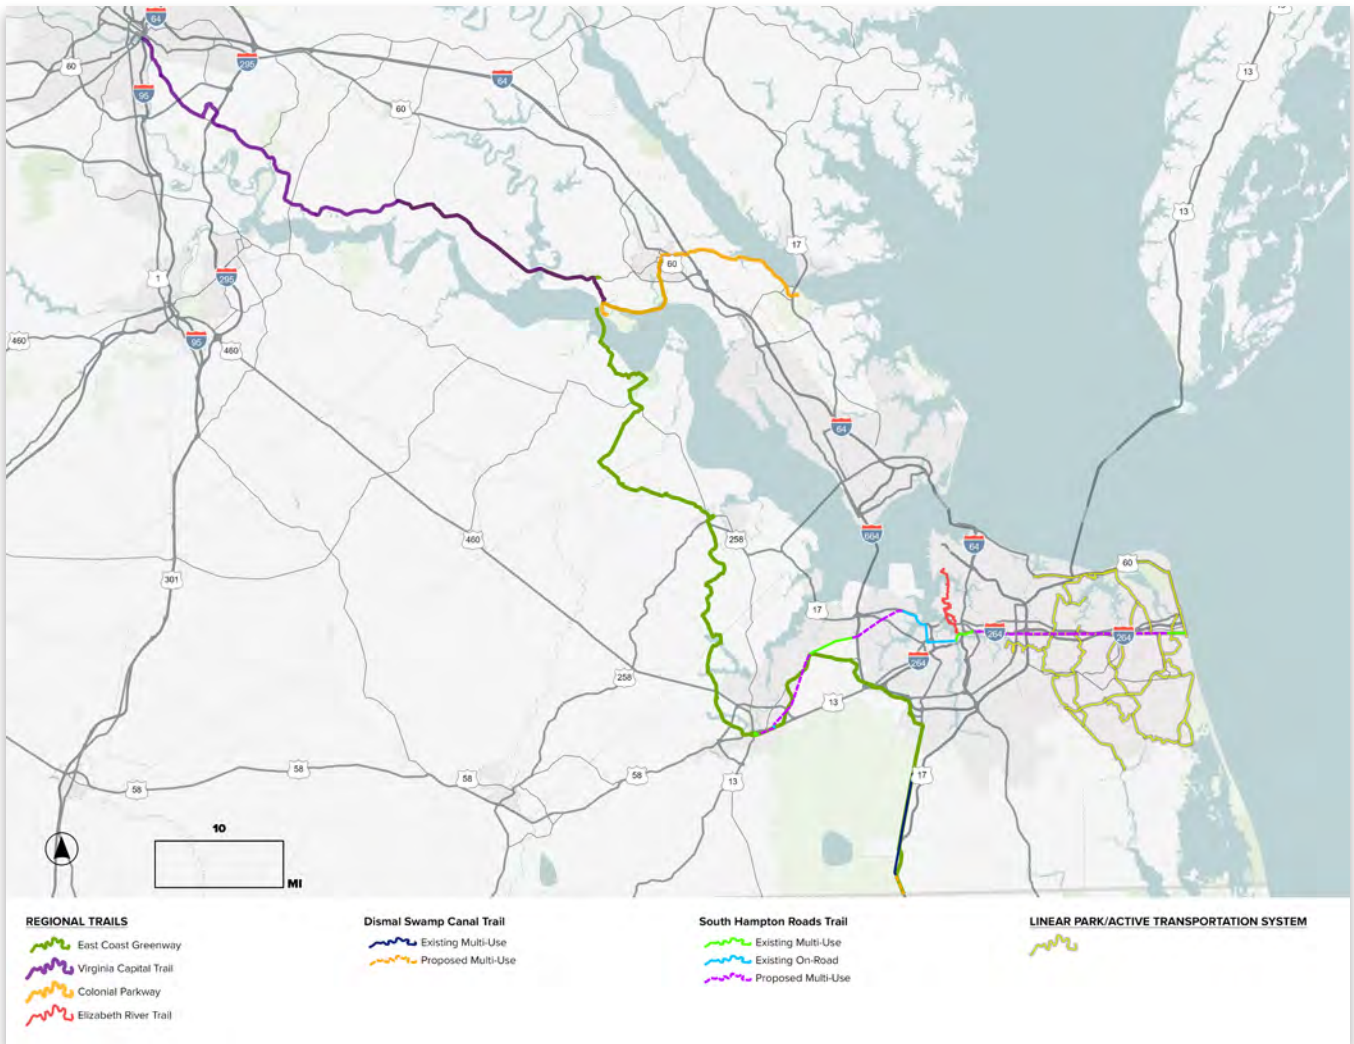 64
13
60
295
64
13
95
60
13
17
60
1
295
460
95
460
64
460
258
664
64
60
301
17
264
264
264
258
13
17
58
58
58
58
13
10
MI
REGIONAL TRAILS
East Coast Greenway
Virginia Capital Trail
Colonial Parkway
Elizabeth River Trail
Dismal Swamp Canal Trail
Existing Multi-Use
Proposed Multi-Use
South Hampton Roads Trail
Existing Multi-Use
Existing On-Road
Proposed Multi-Use
LINEAR PARK/ACTIVE TRANSPORTATION SYSTEM